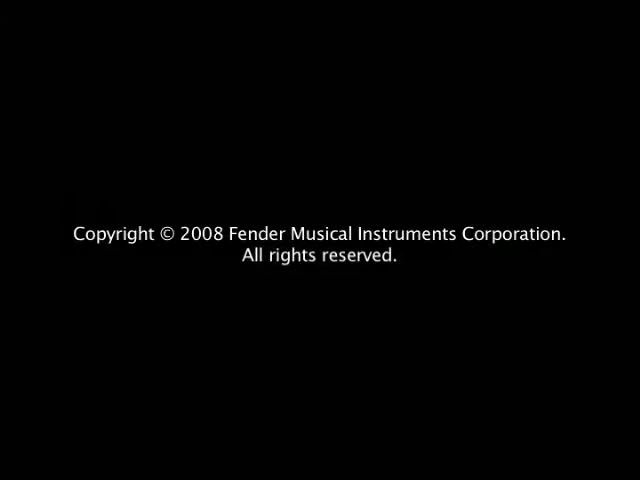 Copyright © 2008 Fender Musical Instruments Corporation.
All rights reserved.